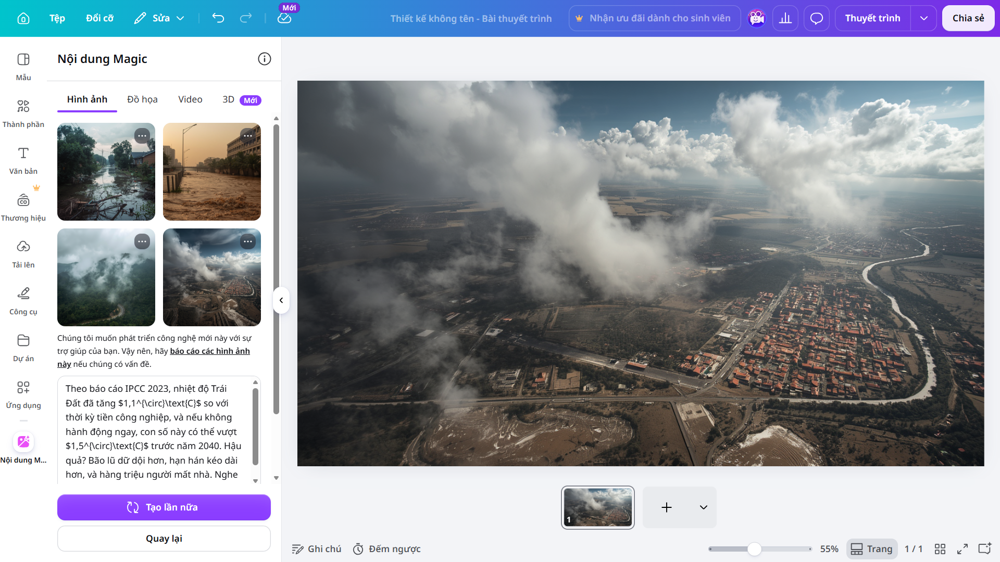 Tệp
Đổi cỡ
Sửa
Mới
Thiết kế không tên - Bài thuyết trình
Nhận ưu đãi dành cho sinh viên
Thuyết trình
Chia sẻ
Mẫu
Thành phần
Văn bản
Thương hiệu
Tải lên
Công cụ
Dự án
Ứng dụng
Nội dung M...
Nội dung Magic
Hình ảnh
Đồ họa
Video
3D
Mới
Chúng tôi muốn phát triển công nghệ mới này với sự
trợ giúp của bạn. Vậy nên, hãy báo cáo các hình ảnh
này nếu chúng có vấn đề.
Theo báo cáo IPCC 2023, nhiệt độ Trái
Đất đã tăng $1,1^{\circ}\text{C}$ so với
thời kỳ tiền công nghiệp, và nếu không
hành động ngay, con số này có thể vượt
$1,5^{\circ}\text{C}$ trước năm 2040. Hậu
quả? Bão lũ dữ dội hơn, hạn hán kéo dài
hơn, và hàng triệu người mất nhà. Nghe
Tạo lần nữa
Quay lại
1
Ghi chú
Đếm ngược
55%
Trang
1 / 1